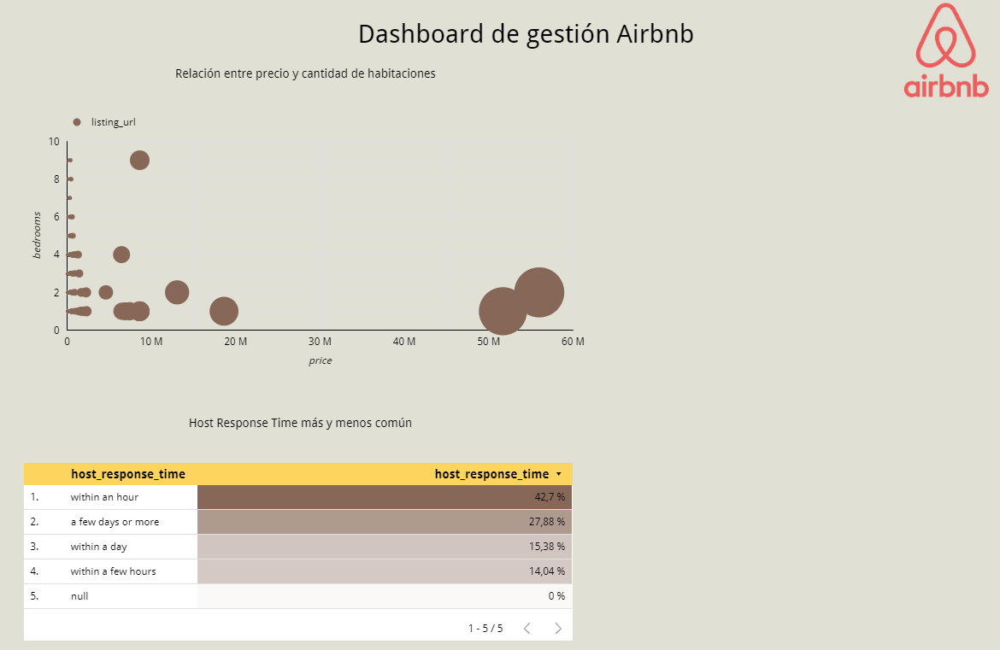 Dashboard de gestión Airbnb
airbnb
Relación entre precio y cantidad de habitaciones
listing_url
10
8
6
4
2
0
bedrooms
0 10 M 20 M 30 M 40 M 50 M 60 M
price
Host Response Time más y menos común
host_response_time host_response_time
1. within an hour 42,7 %
2. a few days or more 27,88 %
3. within a day 15,38 %
4. within a few hours 14,04 %
5. null 0 %
1 - 5 / 5